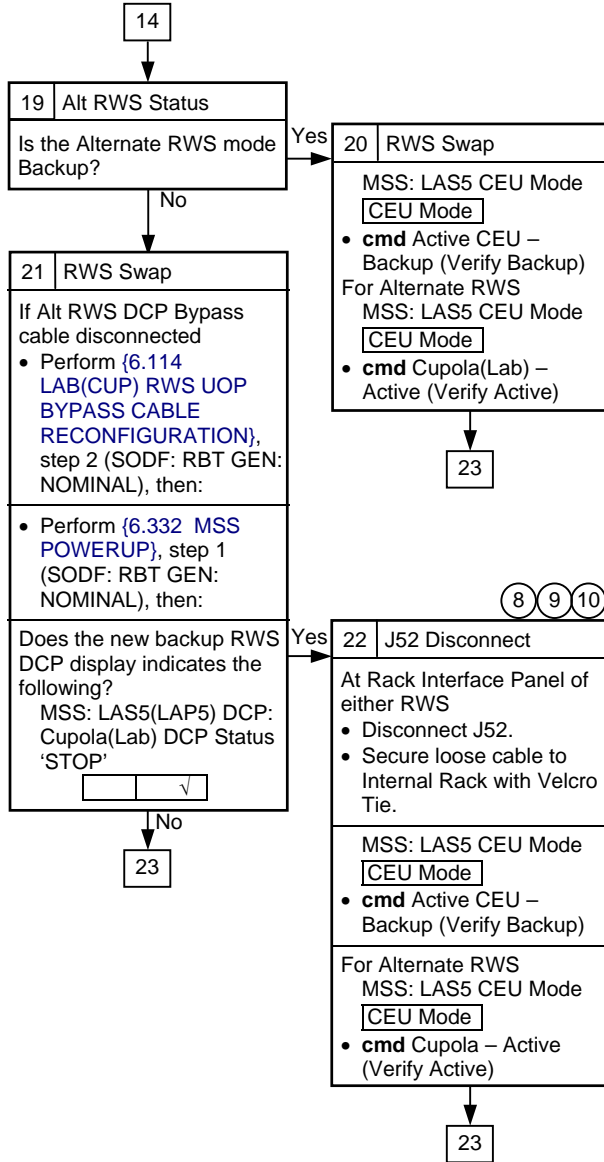 14
19 Alt RWS Status
Is the Alternate RWS mode
Backup?
Yes
No
20 RWS Swap
MSS: LAS5 CEU Mode
CEU Mode
• cmd Active CEU –
Backup (Verify Backup)
For Alternate RWS
MSS: LAS5 CEU Mode
CEU Mode
• cmd Cupola(Lab) –
Active (Verify Active)
23
21 RWS Swap
If Alt RWS DCP Bypass
cable disconnected
• Perform {6.114
LAB(CUP) RWS UOP
BYPASS CABLE
RECONFIGURATION},
step 2 (SODF: RBT GEN:
NOMINAL), then:
• Perform {6.332 MSS
POWERUP}, step 1
(SODF: RBT GEN:
NOMINAL), then:
Does the new backup RWS
DCP display indicates the
following?
MSS: LAS5(LAP5) DCP:
Cupola(Lab) DCP Status
‘STOP’
√
Yes
No
23
8 9 10
22 J52 Disconnect
At Rack Interface Panel of
either RWS
• Disconnect J52.
• Secure loose cable to
Internal Rack with Velcro
Tie.
MSS: LAS5 CEU Mode
CEU Mode
• cmd Active CEU –
Backup (Verify Backup)
For Alternate RWS
MSS: LAS5 CEU Mode
CEU Mode
• cmd Cupola – Active
(Verify Active)
23